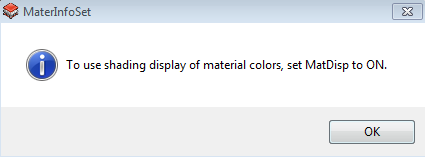 MaterInfoSet
To use shading display of material colors, set MatDisp to ON.
OK